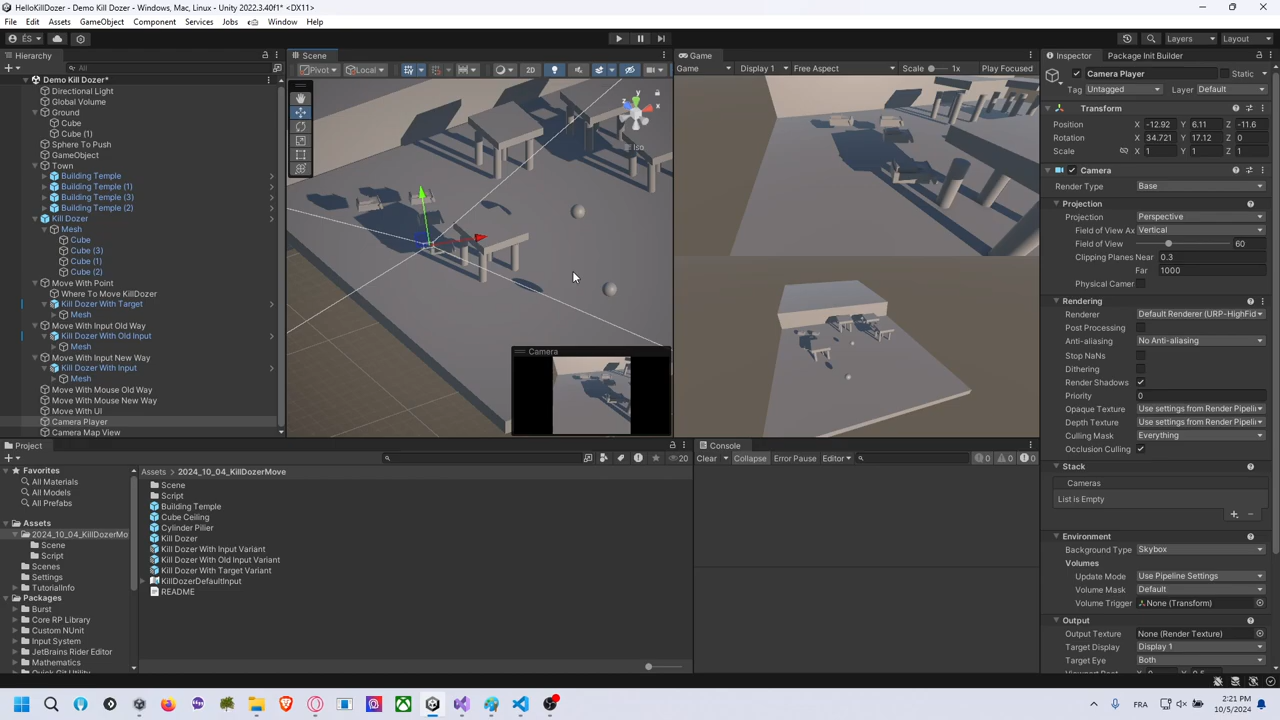 HelloKillDozer - Demo Kill Dozer - Windows, Mac, Linux - Unity 2022.3.40f1* <DX11>
File Edit Assets GameObject Component Services Jobs Window Help
ÉS
Layers Layout
Hierarchy
All
Demo Kill Dozer*
Directional Light
Global Volume
Ground
Cube
Cube (1)
Sphere To Push
GameObject
Town
Building Temple
Building Temple (1)
Building Temple (3)
Building Temple (2)
Kill Dozer
Mesh
Cube
Cube (3)
Cube (1)
Cube (2)
Move With Point
Where To Move KillDozer
Kill Dozer With Target
Mesh
Move With Input Old Way
Kill Dozer With Old Input
Mesh
Move With Input New Way
Kill Dozer With Input
Mesh
Move With Mouse Old Way
Move With Mouse New Way
Move With UI
Camera Player
Camera Map View
Scene
Pivot Local 2D
y
x
z
Iso
Camera
Game
Game Display 1 Free Aspect Scale 1x Play Focused
Inspector Package Init Builder
Camera Player Static
Tag Untagged Layer Default
Transform
Position X -12.92 Y 6.11 Z -11.6
Rotation X 34.721 Y 17.12 Z 0
Scale X 1 Y 1 Z 1
Camera
Render Type Base
Projection
Projection Perspective
Field of View Ax Vertical
Field of View 60
Clipping Planes Near 0.3
Far 1000
Physical Camer
Rendering
Renderer Default Renderer (URP-HighFid
Post Processing
Anti-aliasing No Anti-aliasing
Stop NaNs
Dithering
Render Shadows
Priority 0
Opaque Texture Use settings from Render Pipelin
Depth Texture Use settings from Render Pipelin
Culling Mask Everything
Occlusion Culling
Stack
Cameras
List is Empty
Environment
Background Type Skybox
Volumes
Update Mode Use Pipeline Settings
Volume Mask Default
Volume Trigger None (Transform)
Output
Output Texture None (Render Texture)
Target Display Display 1
Target Eye Both
Project
20
Favorites
All Materials
All Models
All Prefabs
Assets
2024_10_04_KillDozerMo
Scene
Script
Scenes
Settings
TutorialInfo
Packages
Burst
Core RP Library
Custom NUnit
Input System
JetBrains Rider Editor
Mathematics
Assets > 2024_10_04_KillDozerMove
Scene
Script
Building Temple
Cube Ceiling
Cylinder Pilier
Kill Dozer
Kill Dozer With Input Variant
Kill Dozer With Old Input Variant
Kill Dozer With Target Variant
KillDozerDefaultInput
README
Console
Clear Collapse Error Pause Editor 0 0 0
FRA
2:21 PM
10/5/2024